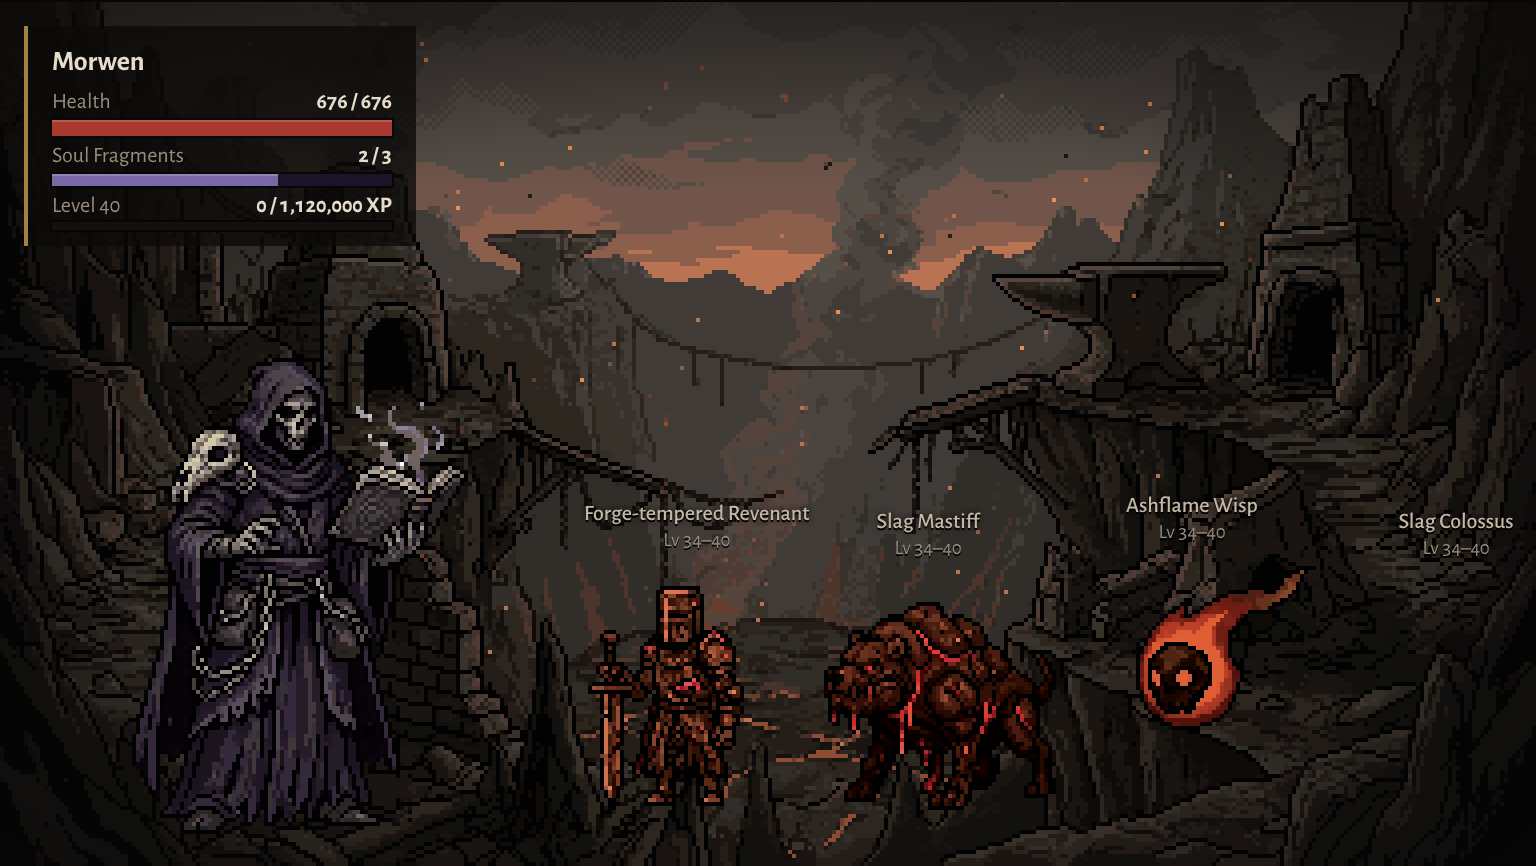 Morwen
Health 676 / 676
Soul Fragments 2 / 3
Level 40 0 / 1,120,000 XP
Forge-tempered Revenant
Lv 34–40
Slag Mastiff
Lv 34–40
Ashflame Wisp
Lv 34–40
Slag Colossus
Lv 34–40